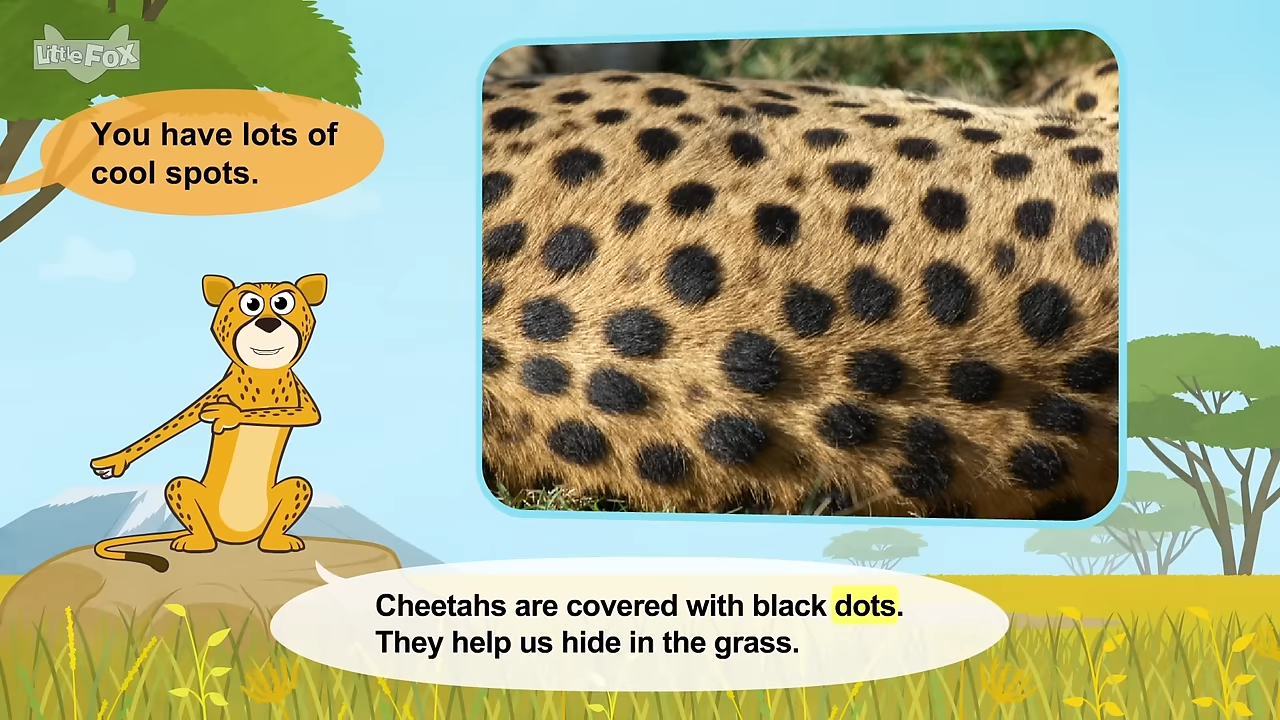 Little Fox
You have lots of
cool spots.
Cheetahs are covered with black dots.
They help us hide in the grass.